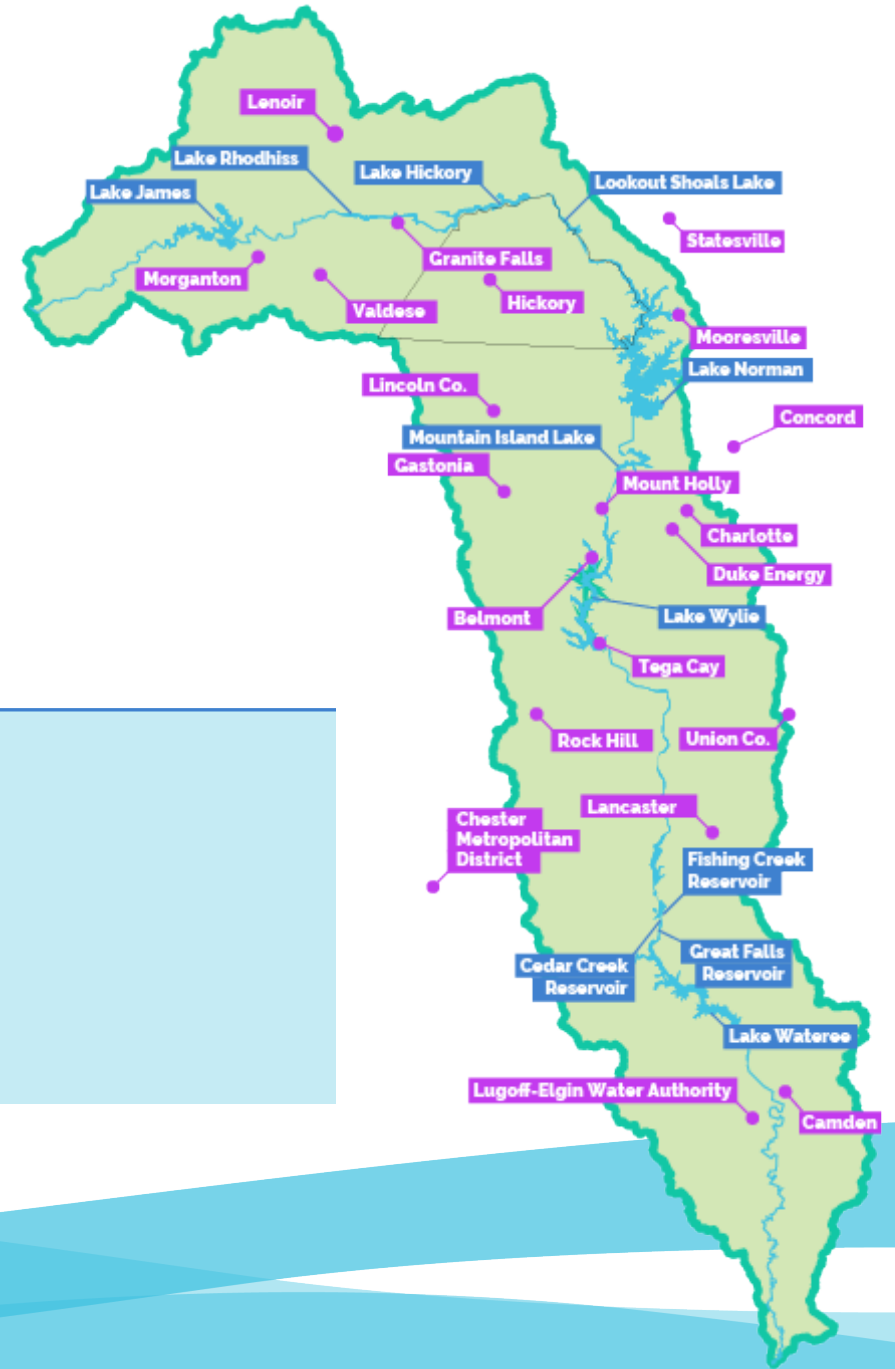 Lenoir
Lake Rhodhiss
Lake Hickory
Lookout Shoals Lake
Lake James
Statesville
Granite Falls
Morganton
Hickory
Valdese
Mooresville
Lake Norman
Lincoln Co.
Concord
Mountain Island Lake
Gastonia
Mount Holly
Charlotte
Duke Energy
Belmont
Lake Wylie
Tega Cay
Rock Hill
Union Co.
Lancaster
Chester
Metropolitan
District
Fishing Creek
Reservoir
Great Falls
Reservoir
Cedar Creek
Reservoir
Lake Wateree
Lugoff-Elgin Water Authority
Camden